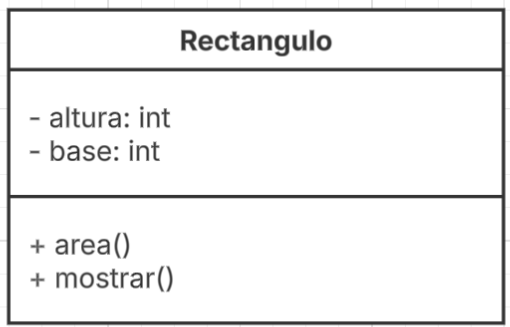 Rectangulo
- altura: int
- base: int
+ area()
+ mostrar()